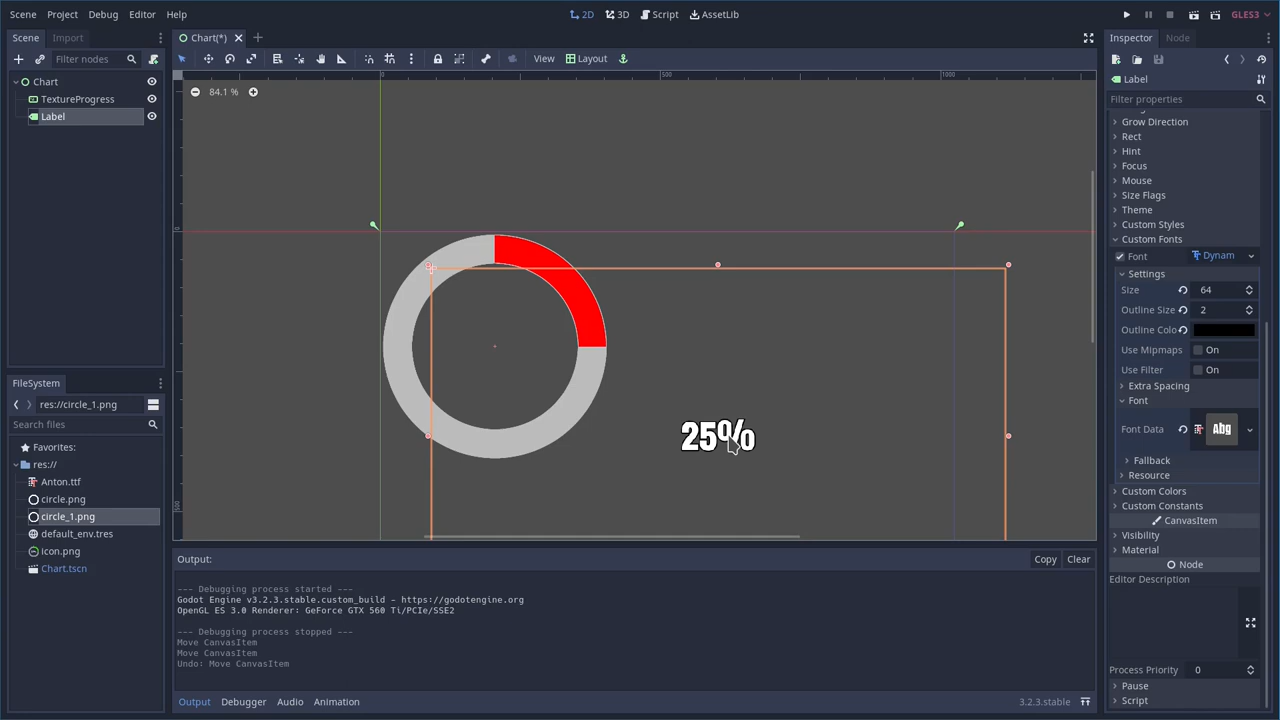 Scene Project Debug Editor Help
2D 3D Script AssetLib
GLES3
Scene Import
Chart(*)
Inspector Node
Filter nodes
View Layout
Label
Chart
TextureProgress
Label
0 500 1000
84.1 %
Filter properties
Grow Direction
Rect
Hint
Focus
Mouse
Size Flags
Theme
Custom Styles
Custom Fonts
Font Dynam
Settings
Size 64
Outline Size 2
Outline Colo
Use Mipmaps On
Use Filter On
Extra Spacing
Font
Font Data Abg
Fallback
Resource
Custom Colors
Custom Constants
CanvasItem
Visibility
Material
Node
Editor Description
Process Priority 0
Pause
Script
0
500
25%
FileSystem
res://circle_1.png
Search files
Favorites:
res://
Anton.ttf
circle.png
circle_1.png
default_env.tres
icon.png
Chart.tscn
Output: Copy Clear
--- Debugging process started ---
Godot Engine v3.2.3.stable.custom_build - https://godotengine.org
OpenGL ES 3.0 Renderer: GeForce GTX 560 Ti/PCIe/SSE2
--- Debugging process stopped ---
Move CanvasItem
Move CanvasItem
Undo: Move CanvasItem
Output Debugger Audio Animation
3.2.3.stable